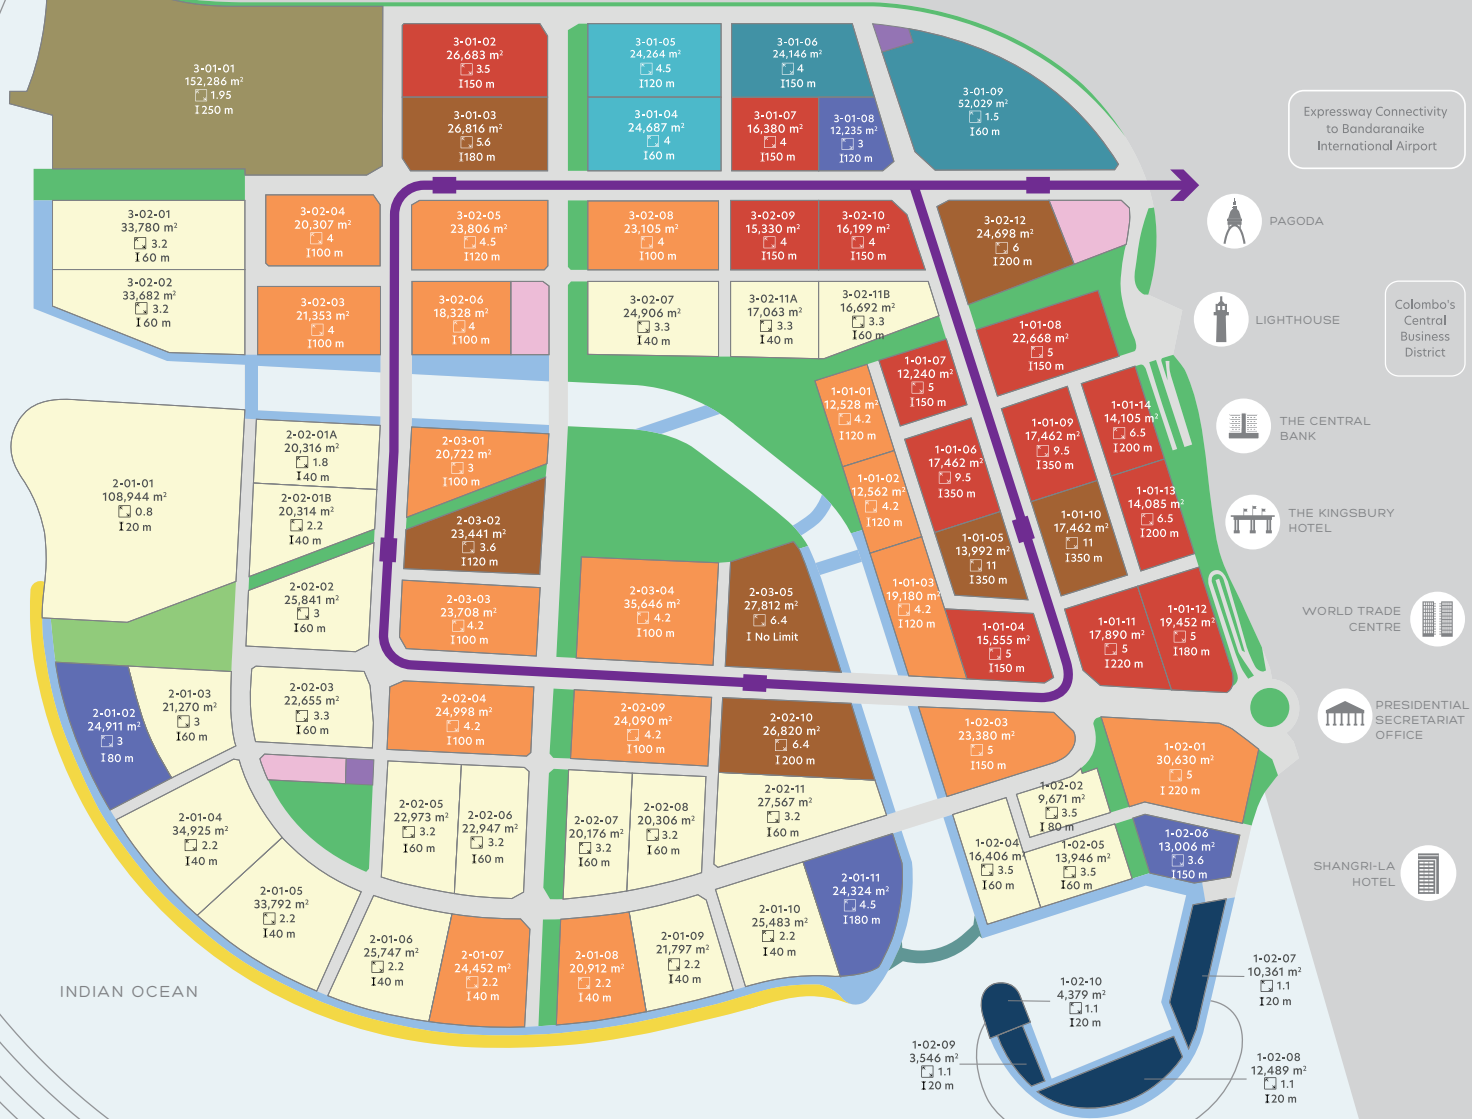 3-01-01
152,286 m²
1.95
I 250 m
3-01-02
26,683 m²
3.5
I 150 m
3-01-03
26,816 m²
5.6
I 180 m
3-01-05
24,264 m²
4.5
I 120 m
3-01-04
24,687 m²
4
I 60 m
3-01-06
24,146 m²
4
I 150 m
3-01-07
16,380 m²
4
I 150 m
3-01-08
12,235 m²
3
I 120 m
3-01-09
52,029 m²
1.5
I 60 m
Expressway Connectivity
to Bandaranaike
International Airport
3-02-01
33,780 m²
3.2
I 60 m
3-02-02
33,682 m²
3.2
I 60 m
3-02-04
20,307 m²
4
I 100 m
3-02-03
21,353 m²
4
I 100 m
3-02-05
23,806 m²
4.5
I 120 m
3-02-06
18,328 m²
4
I 100 m
3-02-08
23,105 m²
4
I 100 m
3-02-07
24,906 m²
3.3
I 40 m
3-02-09
15,330 m²
4
I 150 m
3-02-10
16,199 m²
4
I 150 m
3-02-11A
17,063 m²
3.3
I 40 m
3-02-11B
16,692 m²
3.3
I 60 m
3-02-12
24,698 m²
6
I 200 m
PAGODA
LIGHTHOUSE
Colombo's
Central
Business
District
1-01-08
22,668 m²
5
I 150 m
1-01-07
12,240 m²
5
I 150 m
1-01-01
12,528 m²
4.2
I 120 m
1-01-02
12,562 m²
4.2
I 120 m
1-01-03
19,180 m²
4.2
I 120 m
1-01-06
17,462 m²
9.5
I 350 m
1-01-05
13,992 m²
11
I 350 m
1-01-04
15,555 m²
5
I 150 m
1-01-09
17,462 m²
9.5
I 350 m
1-01-10
17,462 m²
11
I 350 m
1-01-14
14,105 m²
6.5
I 200 m
1-01-13
14,085 m²
6.5
I 200 m
1-01-11
17,890 m²
5
I 220 m
1-01-12
19,452 m²
5
I 180 m
THE CENTRAL
BANK
THE KINGSBURY
HOTEL
WORLD TRADE
CENTRE
PRESIDENTIAL
SECRETARIAT
OFFICE
SHANGRI-LA
HOTEL
2-01-01
108,944 m²
0.8
I 20 m
2-02-01A
20,316 m²
1.8
I 40 m
2-02-01B
20,314 m²
2.2
I 40 m
2-02-02
25,841 m²
3
I 60 m
2-03-01
20,722 m²
3
I 100 m
2-03-02
23,441 m²
3.6
I 120 m
2-03-03
23,708 m²
4.2
I 100 m
2-03-04
35,646 m²
4.2
I 100 m
2-03-05
27,812 m²
6.4
I No Limit
2-01-02
24,911 m²
3
I 80 m
2-01-03
21,270 m²
3
I 60 m
2-02-03
22,655 m²
3.3
I 60 m
2-02-04
24,998 m²
4.2
I 100 m
2-02-09
24,090 m²
4.2
I 100 m
2-02-10
26,820 m²
6.4
I 200 m
1-02-03
23,380 m²
5
I 150 m
1-02-01
30,630 m²
5
I 220 m
2-01-04
34,925 m²
2.2
I 40 m
2-02-05
22,973 m²
3.2
I 60 m
2-02-06
22,947 m²
3.2
I 60 m
2-02-07
20,176 m²
3.2
I 60 m
2-02-08
20,306 m²
3.2
I 60 m
2-02-11
27,567 m²
3.2
I 60 m
1-02-02
9,671 m²
3.5
I 80 m
1-02-04
16,406 m²
3.5
I 60 m
1-02-05
13,946 m²
3.5
I 60 m
1-02-06
13,006 m²
3.6
I 150 m
2-01-05
33,792 m²
2.2
I 40 m
2-01-06
25,747 m²
2.2
I 40 m
2-01-07
24,452 m²
2.2
I 40 m
2-01-08
20,912 m²
2.2
I 40 m
2-01-09
21,797 m²
2.2
I 40 m
2-01-10
25,483 m²
2.2
I 40 m
2-01-11
24,324 m²
4.5
I 180 m
INDIAN OCEAN
1-02-10
4,379 m²
1.1
I 20 m
1-02-07
10,361 m²
1.1
I 20 m
1-02-09
3,546 m²
1.1
I 20 m
1-02-08
12,489 m²
1.1
I 20 m